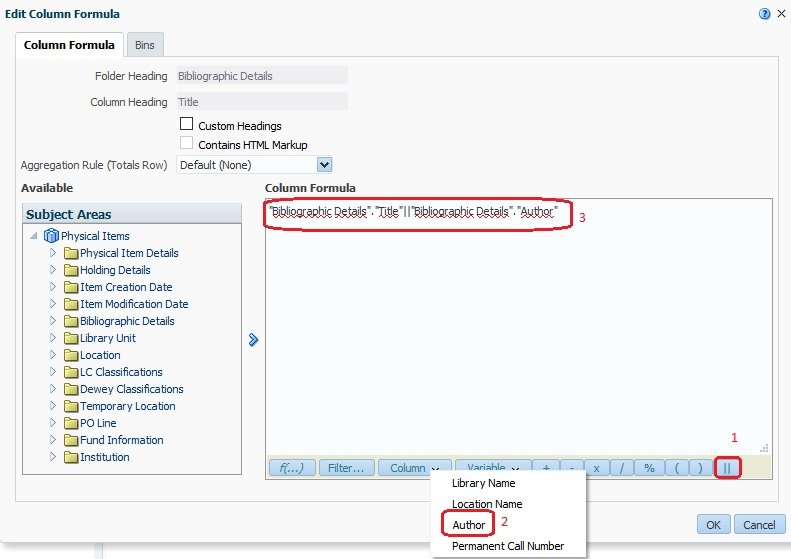 Edit Column Formula
Column Formula Bins
Folder Heading Bibliographic Details
Column Heading Title
Custom Headings
Contains HTML Markup
Aggregation Rule (Totals Row) Default (None)
Available
Column Formula
Subject Areas
Physical Items
Physical Item Details
Holding Details
Item Creation Date
Item Modification Date
Bibliographic Details
Library Unit
Location
LC Classifications
Dewey Classifications
Temporary Location
PO Line
Fund Information
Institution
"Bibliographic Details"."Title"||"Bibliographic Details"."Author"
3
1
f(...) Filter... Column Variable + - x / % ( ) ||
Library Name
Location Name
Author 2
Permanent Call Number
OK Cancel